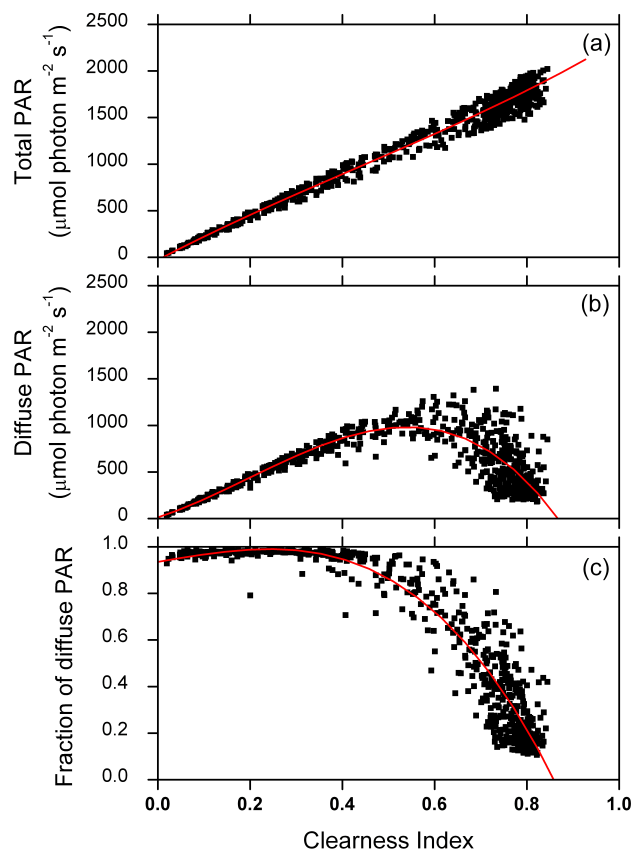 (a)
Total PAR
(μmol photon m⁻² s⁻¹)
2500
2000
1500
1000
500
0
(b)
Diffuse PAR
(μmol photon m⁻² s⁻¹)
2500
2000
1500
1000
500
0
(c)
Fraction of diffuse PAR
1.0
0.8
0.6
0.4
0.2
0.0
0.0 0.2 0.4 0.6 0.8 1.0
Clearness Index